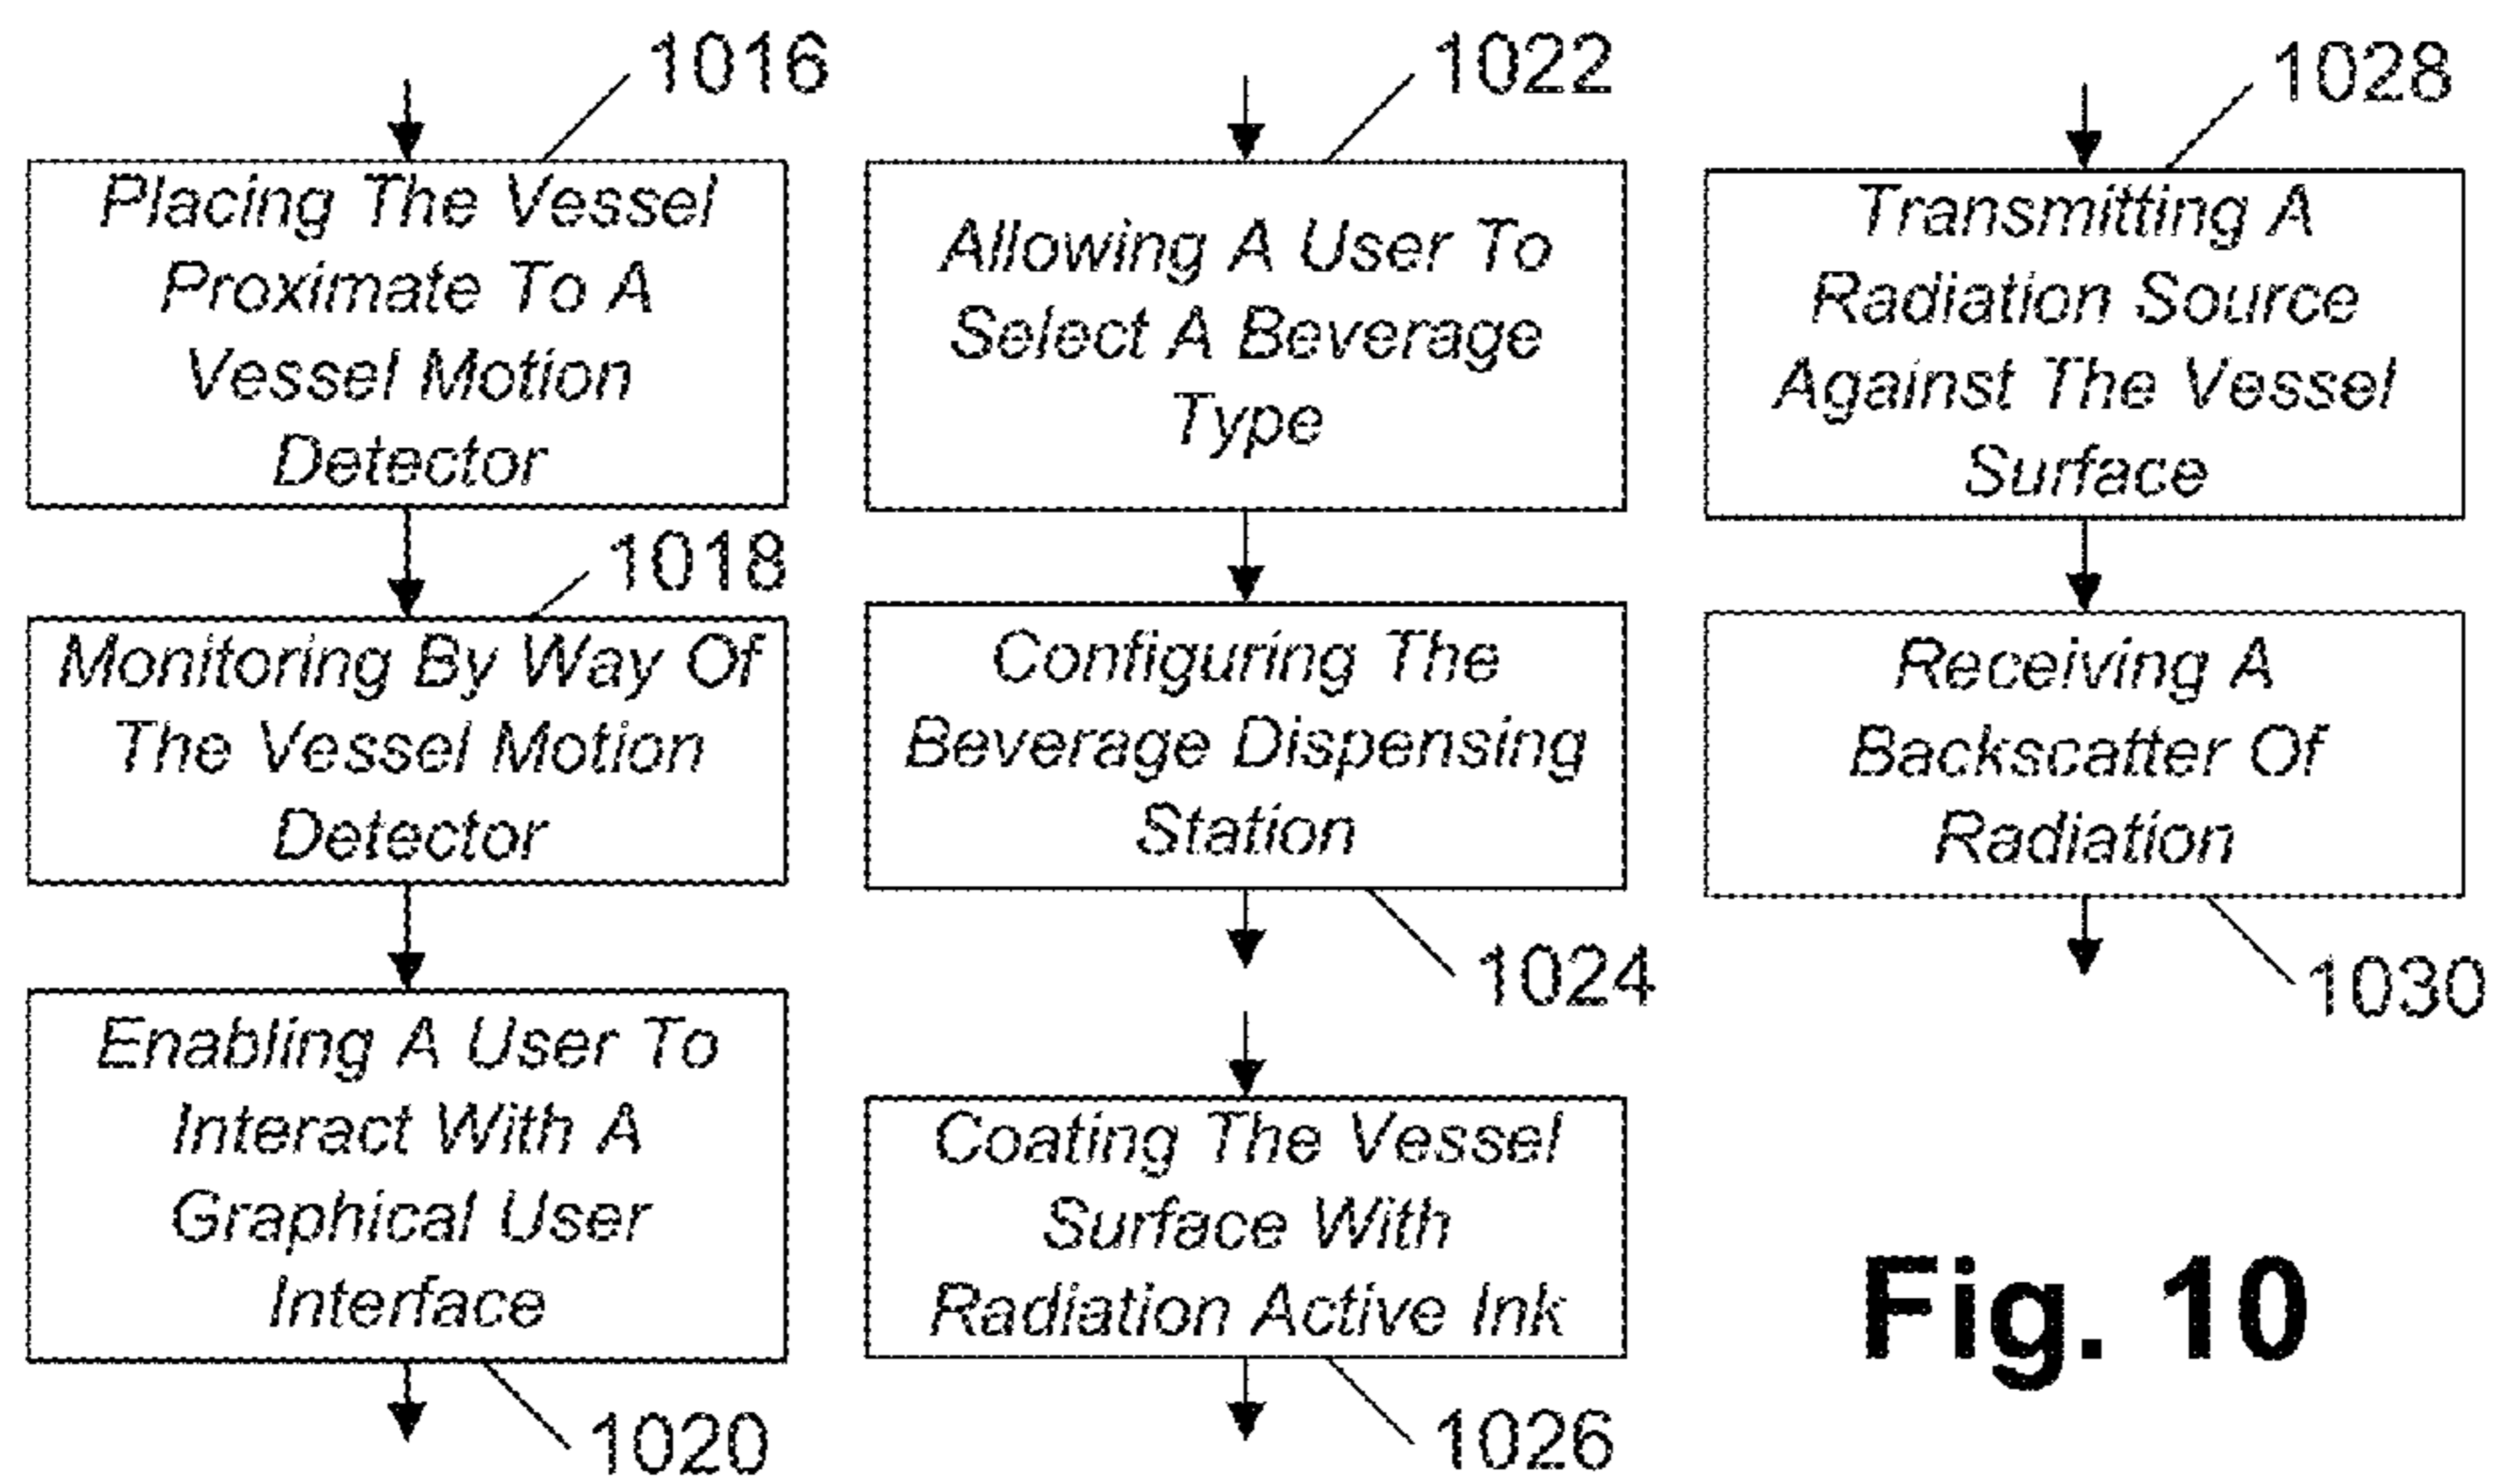 1016
Placing The Vessel
Proximate To A
Vessel Motion
Detector
1018
Monitoring By Way Of
The Vessel Motion
Detector
Enabling A User To
Interact With A
Graphical User
Interface
1020
1022
Allowing A User To
Select A Beverage
Type
Configuring The
Beverage Dispensing
Station
1024
Coating The Vessel
Surface With
Radiation Active Ink
1026
1028
Transmitting A
Radiation Source
Against The Vessel
Surface
Receiving A
Backscatter Of
Radiation
1030
Fig. 10